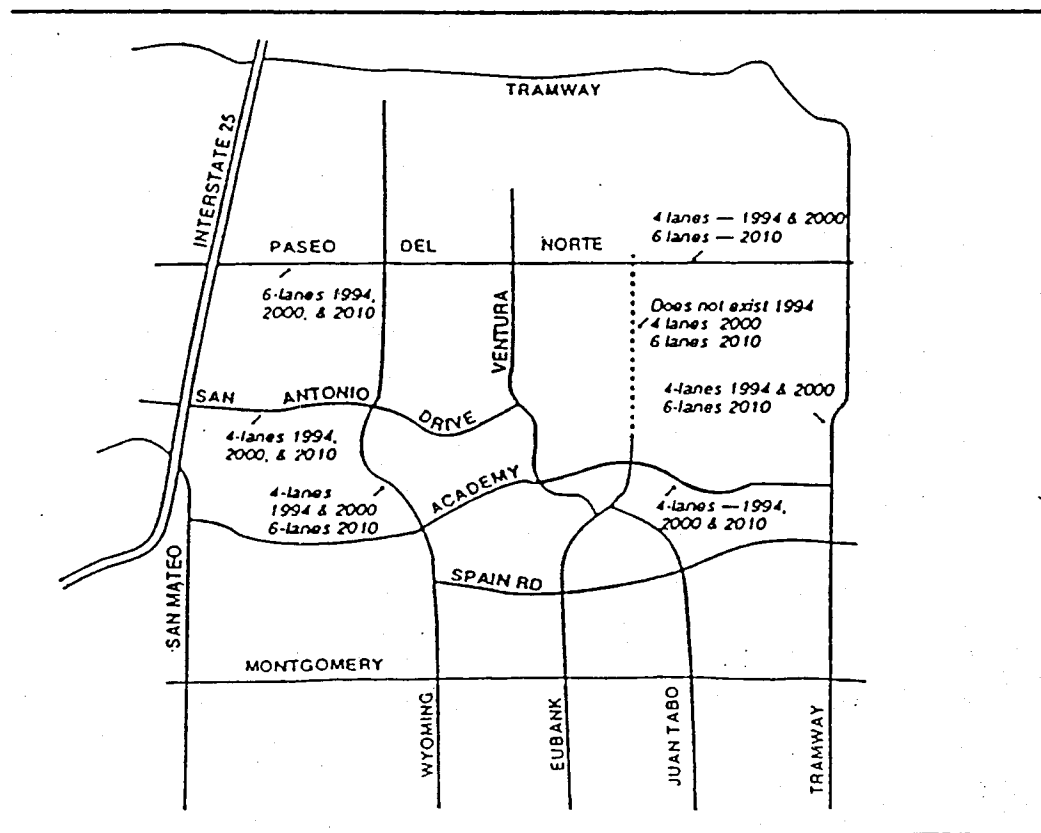 TRAMWAY
INTERSTATE 25
4 lanes — 1994 & 2000
6 lanes — 2010
PASEO DEL NORTE
6-lanes 1994,
2000, & 2010
VENTURA
Does not exist 1994
4 lanes 2000
6 lanes 2010
SAN ANTONIO DRIVE
4-lanes 1994 & 2000
6-lanes 2010
4-lanes 1994,
2000, & 2010
4-lanes
1994 & 2000
6-lanes 2010
ACADEMY
4-lanes — 1994,
2000 & 2010
SPAIN RD
SAN MATEO
MONTGOMERY
WYOMING
EUBANK
JUAN TABO
TRAMWAY